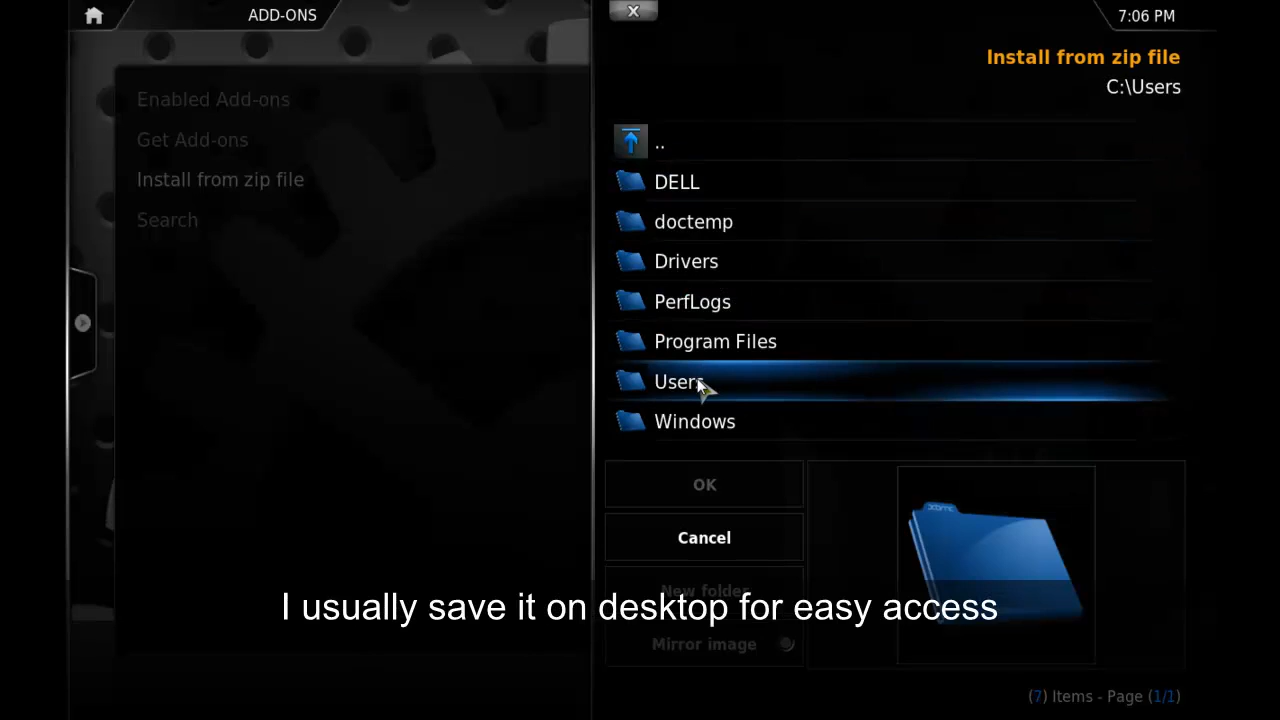 ADD-ONS
X
7:06 PM
Install from zip file
C:\Users
Enabled Add-ons
Get Add-ons
Install from zip file
Search
..
DELL
doctemp
Drivers
PerfLogs
Program Files
Users
Windows
OK
Cancel
New folder
Mirror image
I usually save it on desktop for easy access
(7) Items - Page (1/1)